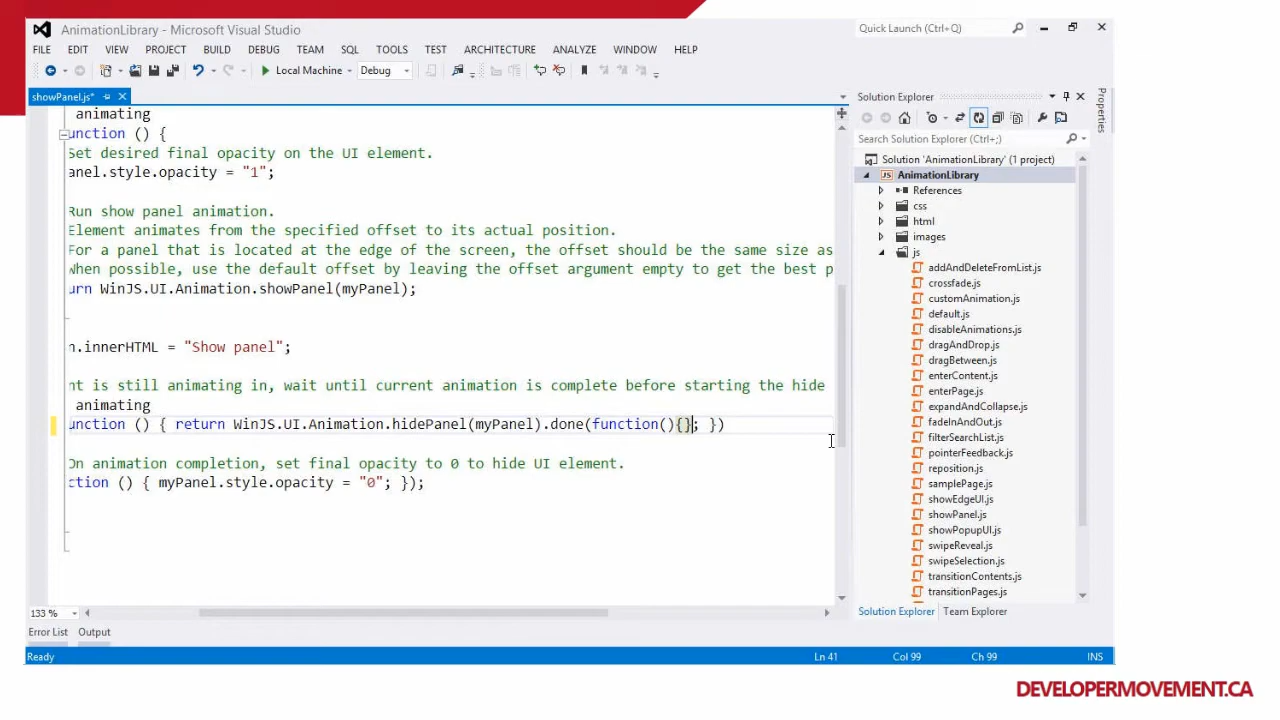 AnimationLibrary - Microsoft Visual Studio
Quick Launch (Ctrl+Q)
FILE EDIT VIEW PROJECT BUILD DEBUG TEAM SQL TOOLS TEST ARCHITECTURE ANALYZE WINDOW HELP
Local Machine Debug
showPanel.js*
animating
unction () {
Set desired final opacity on the UI element.
anel.style.opacity = "1";
Run show panel animation.
Element animates from the specified offset to its actual position.
For a panel that is located at the edge of the screen, the offset should be the same size as
When possible, use the default offset by leaving the offset argument empty to get the best p
urn WinJS.UI.Animation.showPanel(myPanel);
n.innerHTML = "Show panel";
nt is still animating in, wait until current animation is complete before starting the hide
animating
unction () { return WinJS.UI.Animation.hidePanel(myPanel).done(function(){}; })
On animation completion, set final opacity to 0 to hide UI element.
ction () { myPanel.style.opacity = "0"; });
133 %
Error List Output
Ready
Ln 41 Col 99 Ch 99 INS
Solution Explorer
Search Solution Explorer (Ctrl+;)
Solution 'AnimationLibrary' (1 project)
JS AnimationLibrary
References
css
html
images
js
addAndDeleteFromList.js
crossfade.js
customAnimation.js
default.js
disableAnimations.js
dragAndDrop.js
dragBetween.js
enterContent.js
enterPage.js
expandAndCollapse.js
fadeInAndOut.js
filterSearchList.js
pointerFeedback.js
reposition.js
samplePage.js
showEdgeUI.js
showPanel.js
showPopupUI.js
swipeReveal.js
swipeSelection.js
transitionContents.js
transitionPages.js
Solution Explorer Team Explorer
Properties
DEVELOPERMOVEMENT.CA